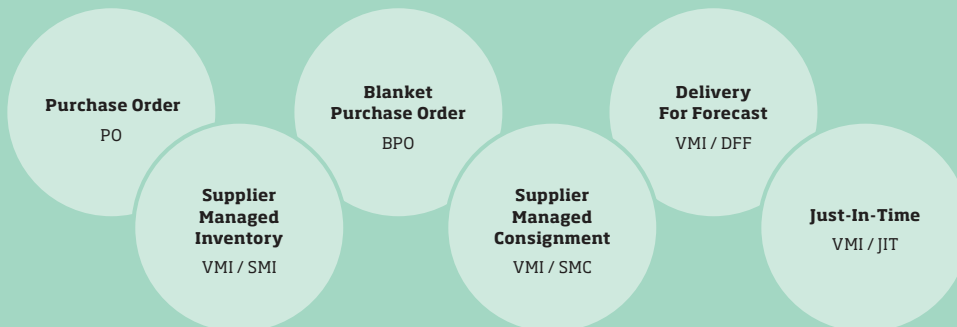 Purchase Order
PO
Supplier
Managed
Inventory
VMI / SMI
Blanket
Purchase Order
BPO
Supplier
Managed
Consignment
VMI / SMC
Delivery
For Forecast
VMI / DFF
Just-In-Time
VMI / JIT